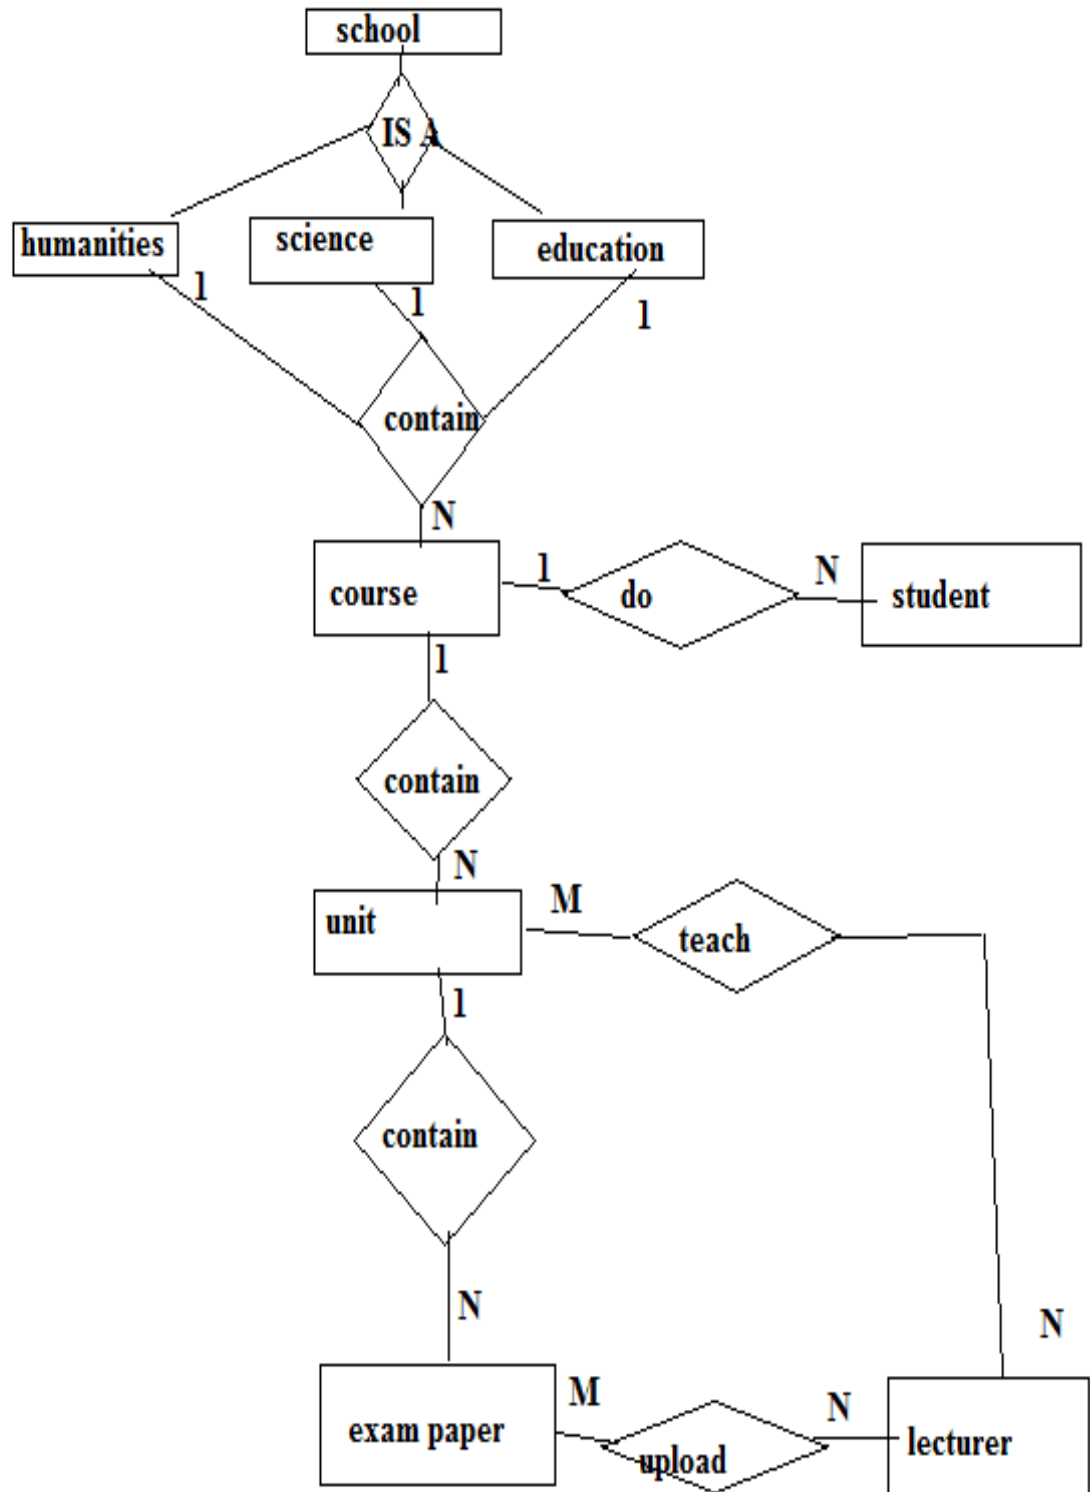 school
IS A
humanities
science
education
1
1
1
contain
N
course
1
do
N
student
1
contain
N
unit
M
teach
1
contain
N
N
exam paper
M
upload
N
lecturer